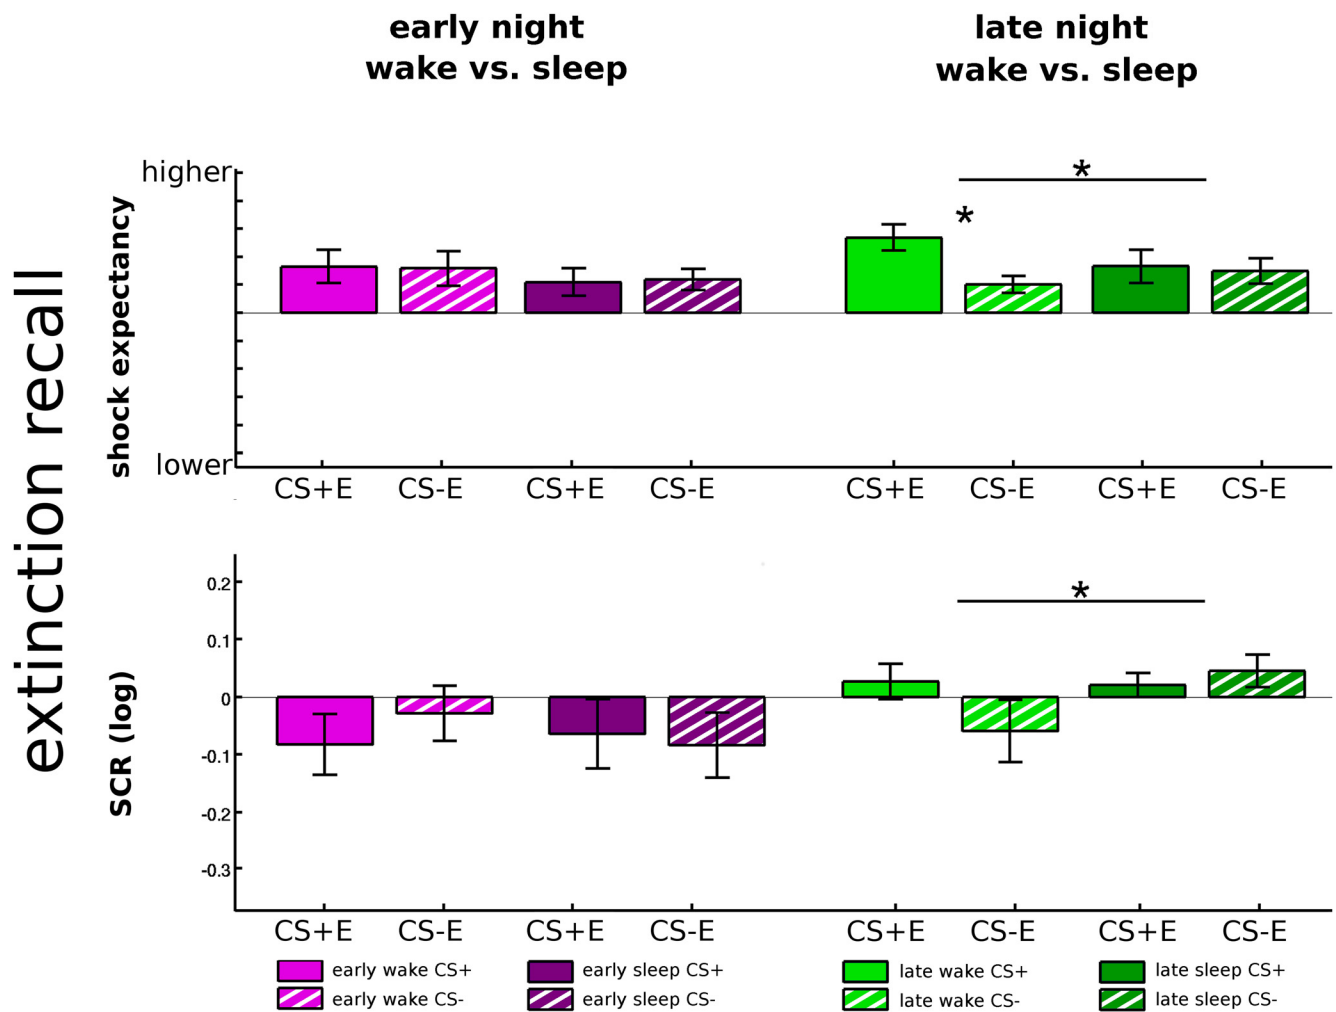 early night
wake vs. sleep
late night
wake vs. sleep
extinction recall
shock expectancy
higher
*
*
lower
CS+E CS-E CS+E CS-E CS+E CS-E CS+E CS-E
SCR (log)
0.2
*
0.1
0
-0.1
-0.2
-0.3
CS+E CS-E CS+E CS-E CS+E CS-E CS+E CS-E
early wake CS+ early sleep CS+ late wake CS+ late sleep CS+
early wake CS- early sleep CS- late wake CS- late sleep CS-